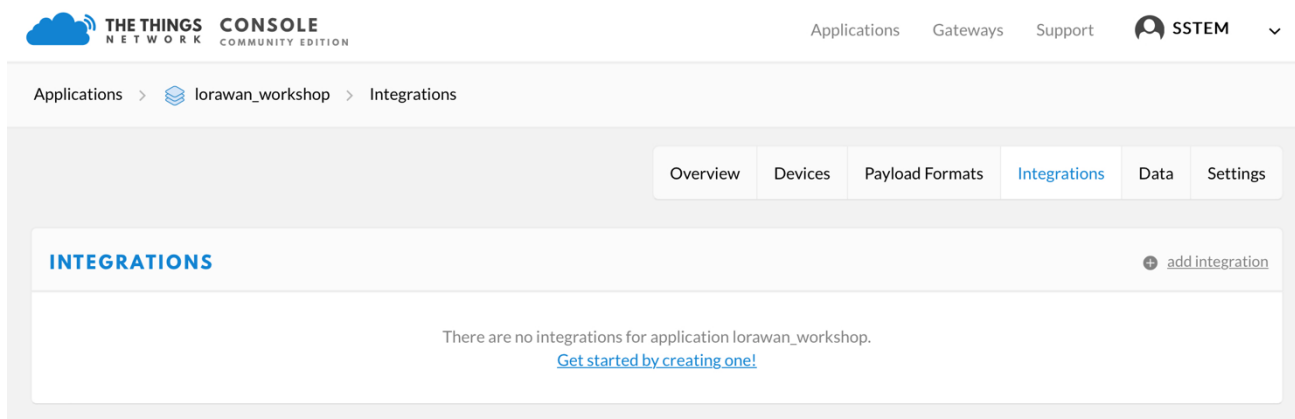 THE THINGS NETWORK CONSOLE COMMUNITY EDITION
Applications Gateways Support SSTEM
Applications > lorawan_workshop > Integrations
Overview Devices Payload Formats Integrations Data Settings
INTEGRATIONS
add integration
There are no integrations for application lorawan_workshop.
Get started by creating one!